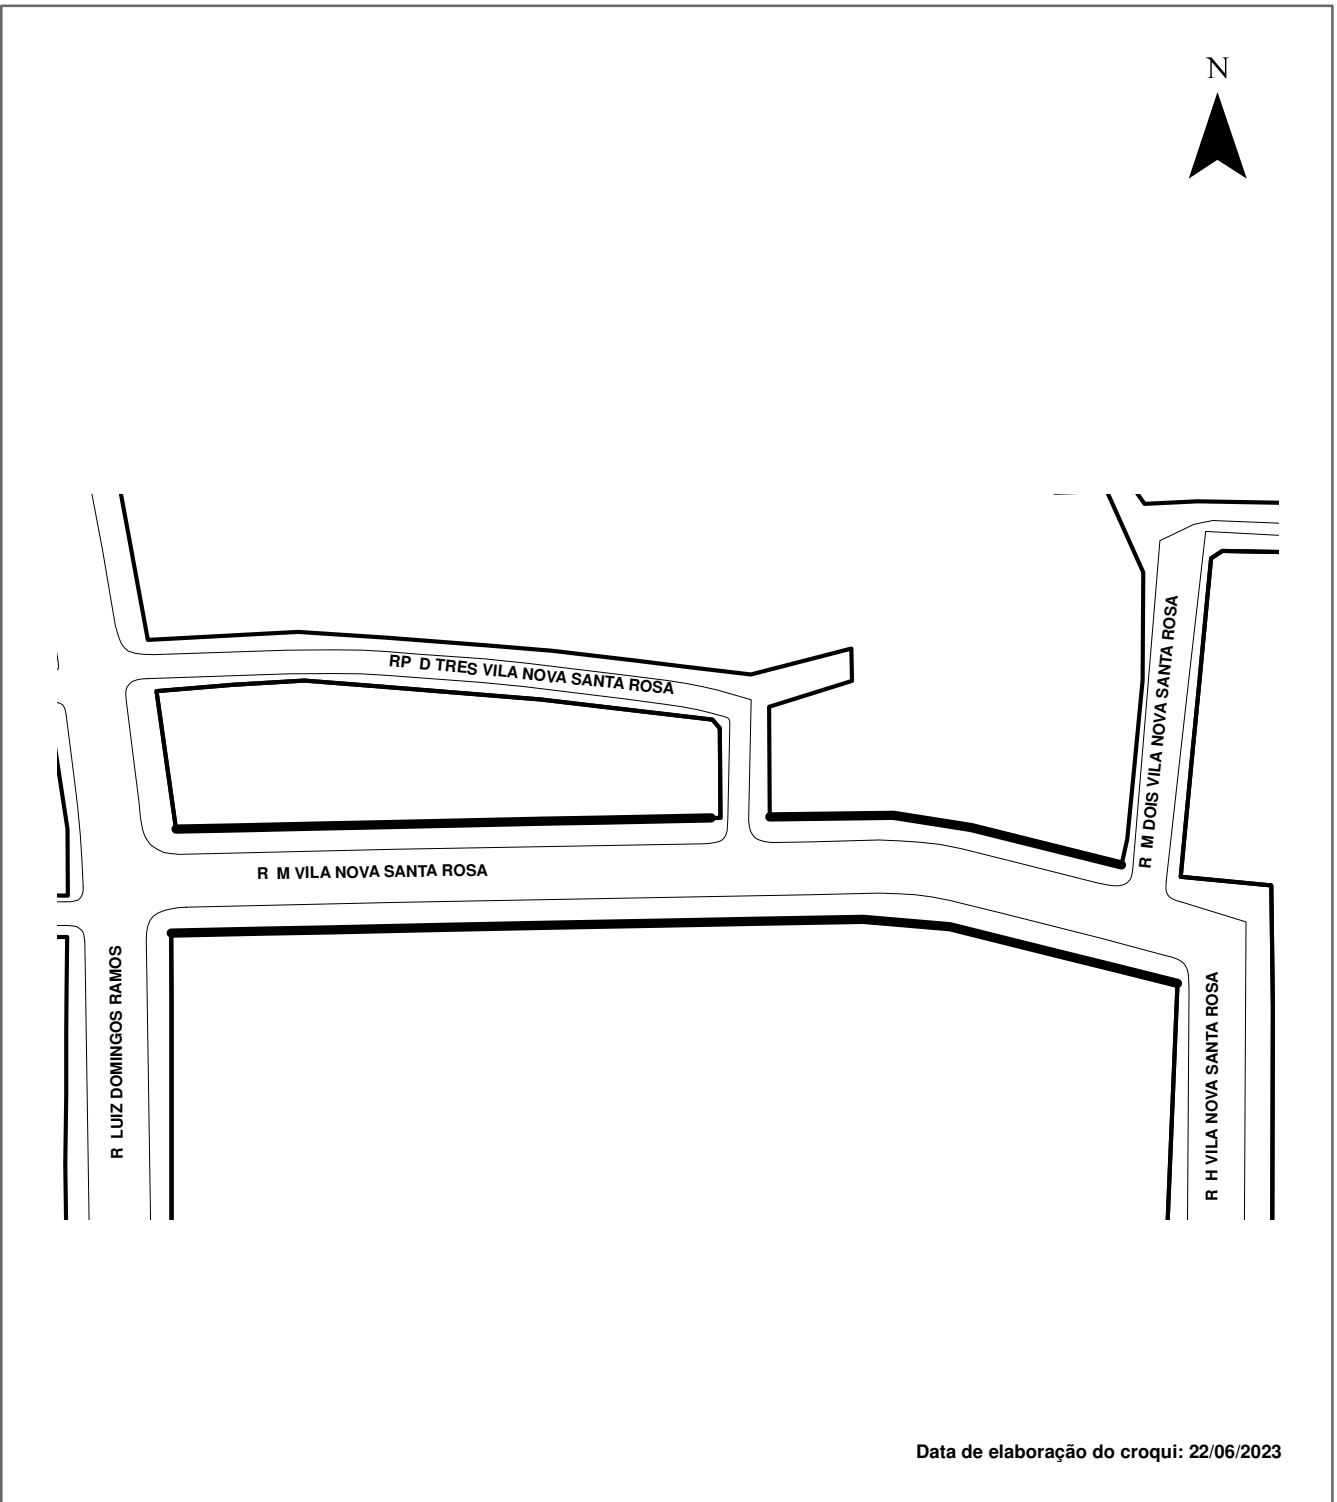 N
RP D TRES VILA NOVA SANTA ROSA
R M DOIS VILA NOVA SANTA ROSA
R M VILA NOVA SANTA ROSA
R LUIZ DOMINGOS RAMOS
R H VILA NOVA SANTA ROSA
Data de elaboração do croqui: 22/06/2023